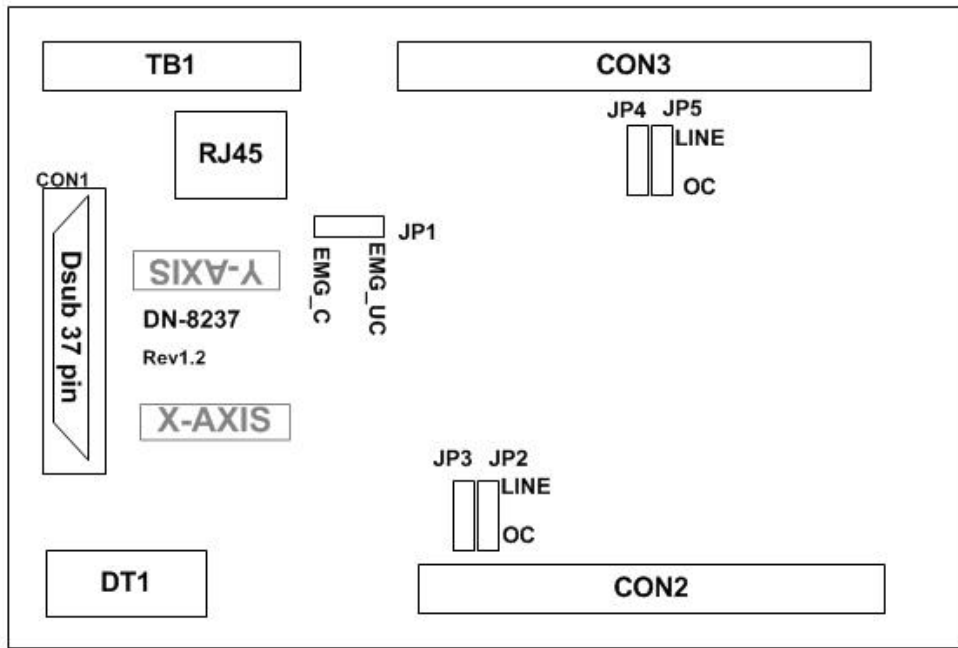 TB1
CON3
JP4 JP5
LINE
OC
RJ45
CON1
JP1
EMG_C
EMG_UC
Dsub 37 pin
Y-AXIS
DN-8237
Rev1.2
X-AXIS
JP3 JP2
LINE
OC
DT1
CON2